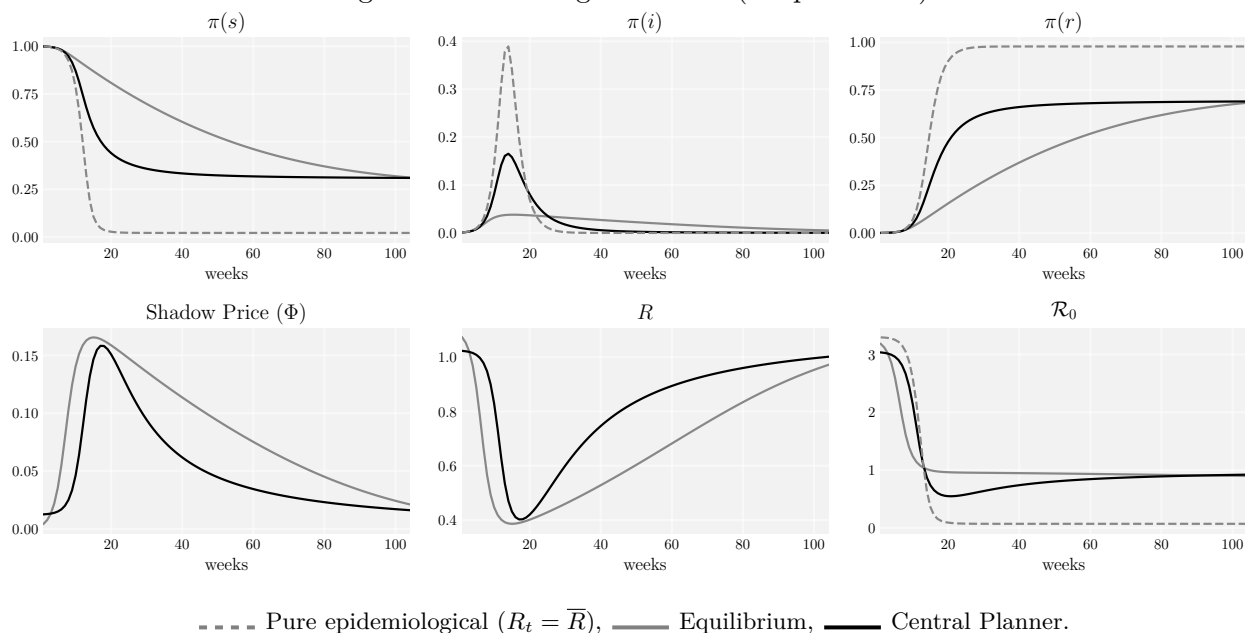 π(s) π(i) π(r)
1.00 0.75 0.50 0.25 0.00
20 40 60 80 100
weeks
0.4 0.3 0.2 0.1 0.0
20 40 60 80 100
weeks
1.00 0.75 0.50 0.25 0.00
20 40 60 80 100
weeks
Shadow Price (Φ) R ℛ₀
0.15 0.10 0.05 0.00
20 40 60 80 100
weeks
1.0 0.8 0.6 0.4
20 40 60 80 100
weeks
3 2 1 0
20 40 60 80 100
weeks
Pure epidemiological (Rₜ = R̅), Equilibrium, Central Planner.